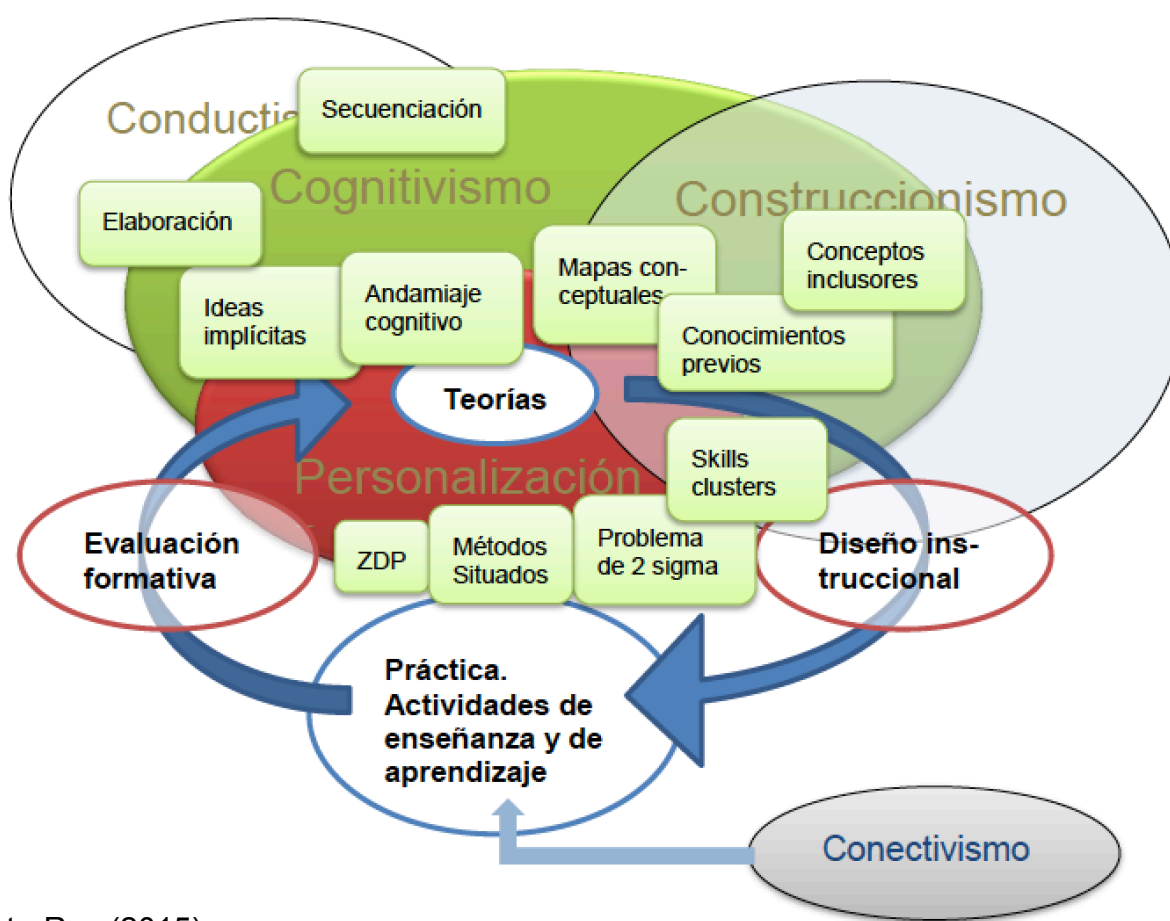 Conductis
Secuenciación
Cognitivismo
Construccionismo
Elaboración
Ideas
implícitas
Andamiaje
cognitivo
Mapas con-
ceptuales
Conceptos
inclusores
Conocimientos
previos
Teorías
Personalización
Skills
clusters
Evaluación
formativa
ZDP
Métodos
Situados
Problema
de 2 sigma
Diseño ins-
truccional
Práctica.
Actividades de
enseñanza y de
aprendizaje
Conectivismo